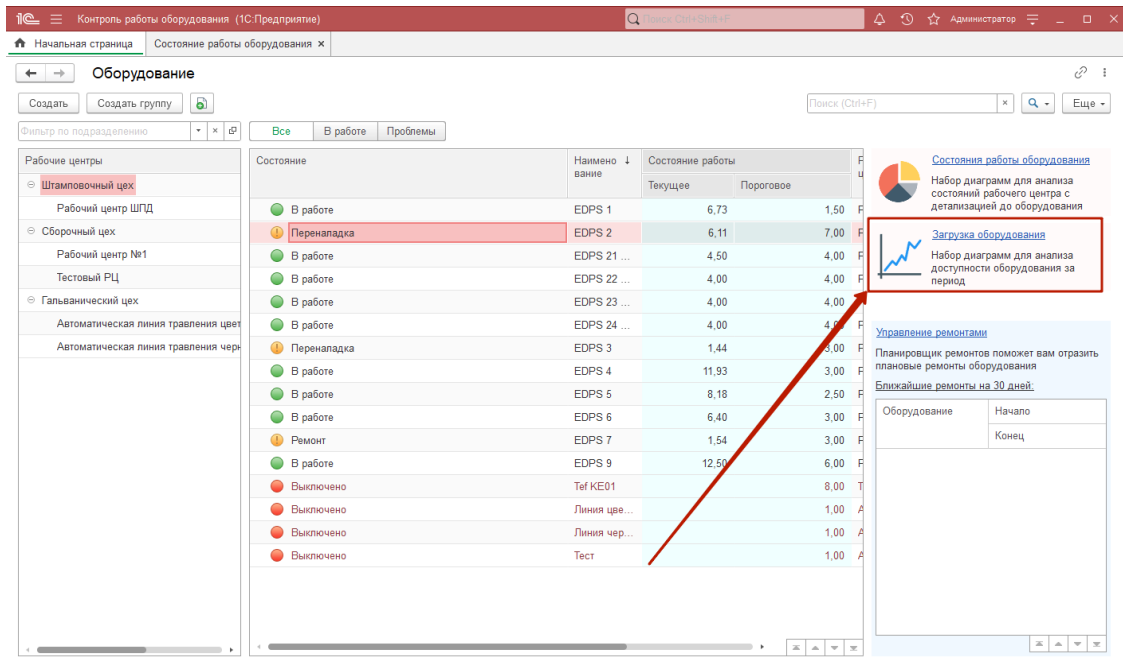 1С Контроль работы оборудования (1С:Предприятие)
Поиск Ctrl+Shift+F
Администратор
Начальная страница
Состояние работы оборудования ×
Оборудование
Создать
Создать группу
Поиск (Ctrl+F)
×
Еще
Фильтр по подразделению
Все
В работе
Проблемы
Рабочие центры
Штамповочный цех
Рабочий центр ШПД
Сборочный цех
Рабочий центр №1
Тестовый РЦ
Гальванический цех
Автоматическая линия травления цвет
Автоматическая линия травления черн
Состояние
Наимено ↓
вание
Состояние работы
Текущее
Пороговое
В работе EDPS 1 6,73 1,50
Переналадка EDPS 2 6,11 7,00
В работе EDPS 21 ... 4,50 4,00
В работе EDPS 22 ... 4,00 4,00
В работе EDPS 23 ... 4,00 4,00
В работе EDPS 24 ... 4,00 4,00
Переналадка EDPS 3 1,44 3,00
В работе EDPS 4 11,93 3,00
В работе EDPS 5 8,18 2,50
В работе EDPS 6 6,40 3,00
Ремонт EDPS 7 1,54 3,00
В работе EDPS 9 12,50 6,00
Выключено Tef KE01 8,00
Выключено Линия цве... 1,00
Выключено Линия чер... 1,00
Выключено Тест 1,00
Состояния работы оборудования
Набор диаграмм для анализа
состояний рабочего центра с
детализацией до оборудования
Загрузка оборудования
Набор диаграмм для анализа
доступности оборудования за
период
Управление ремонтами
Планировщик ремонтов поможет вам отразить
плановые ремонты оборудования
Ближайшие ремонты на 30 дней:
Оборудование
Начало
Конец